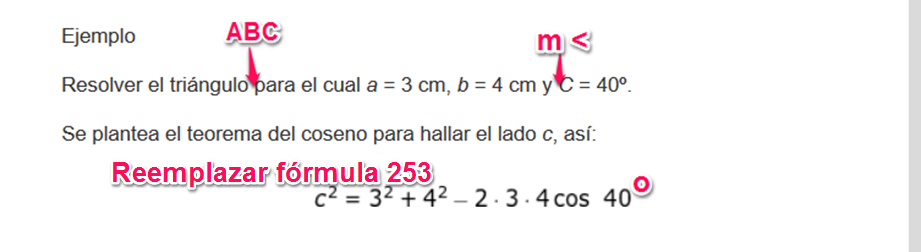 Ejemplo
ABC
m <
Resolver el triángulo para el cual a = 3 cm, b = 4 cm y C = 40º.
Se plantea el teorema del coseno para hallar el lado c, así:
Reemplazar fórmula 253
c² = 3² + 4² – 2 · 3 · 4 cos 40°